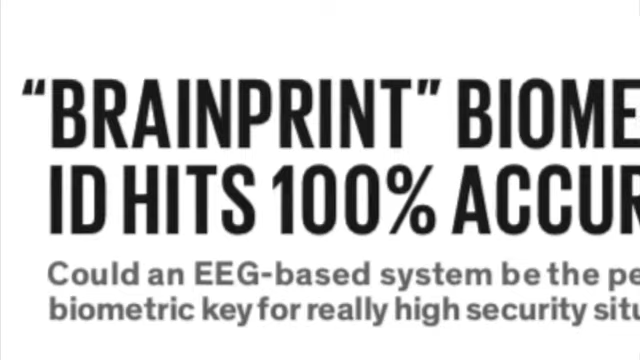 “BRAINPRINT” BIOME
ID HITS 100% ACCUR
Could an EEG-based system be the pe
biometric key for really high security situ